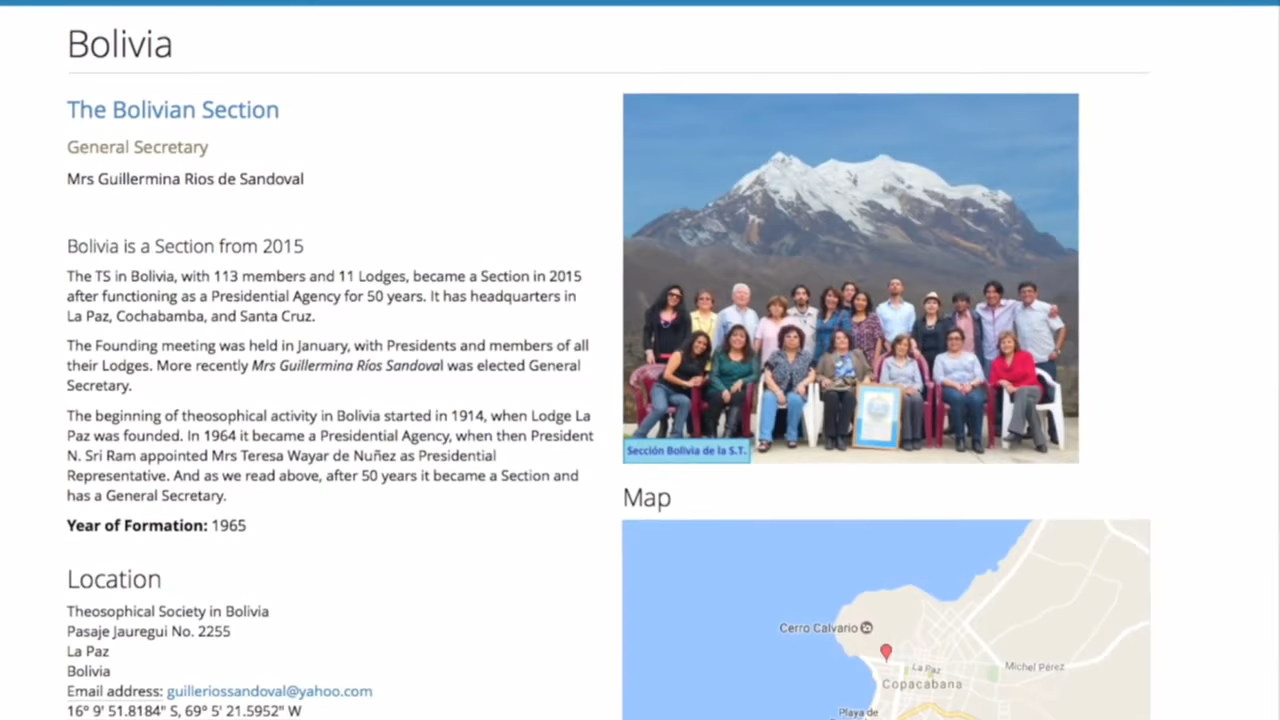 Bolivia
The Bolivian Section
General Secretary
Mrs Guillermina Rios de Sandoval
Bolivia is a Section from 2015
The TS in Bolivia, with 113 members and 11 Lodges, became a Section in 2015
after functioning as a Presidential Agency for 50 years. It has headquarters in
La Paz, Cochabamba, and Santa Cruz.
The Founding meeting was held in January, with Presidents and members of all
their Lodges. More recently Mrs Guillermina Ríos Sandoval was elected General
Secretary.
The beginning of theosophical activity in Bolivia started in 1914, when Lodge La
Paz was founded. In 1964 it became a Presidential Agency, when then President
N. Sri Ram appointed Mrs Teresa Wayar de Nuñez as Presidential
Representative. And as we read above, after 50 years it became a Section and
has a General Secretary.
Year of Formation: 1965
Location
Theosophical Society in Bolivia
Pasaje Jauregui No. 2255
La Paz
Bolivia
Email address: guilleriossandoval@yahoo.com
16° 9' 51.8184" S, 69° 5' 21.5952" W
Sección Bolivia de la S.T.
Map
Cerro Calvario
La Paz
Michel Pérez
Copacabana
Playa de